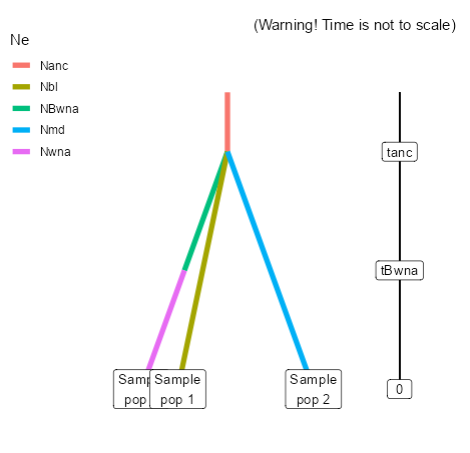 (Warning! Time is not to scale)
Ne
Nanc
Nbl
NBwna
Nmd
Nwna
tanc
tBwna
0
pop
Sample
pop 1
Sample
pop 2